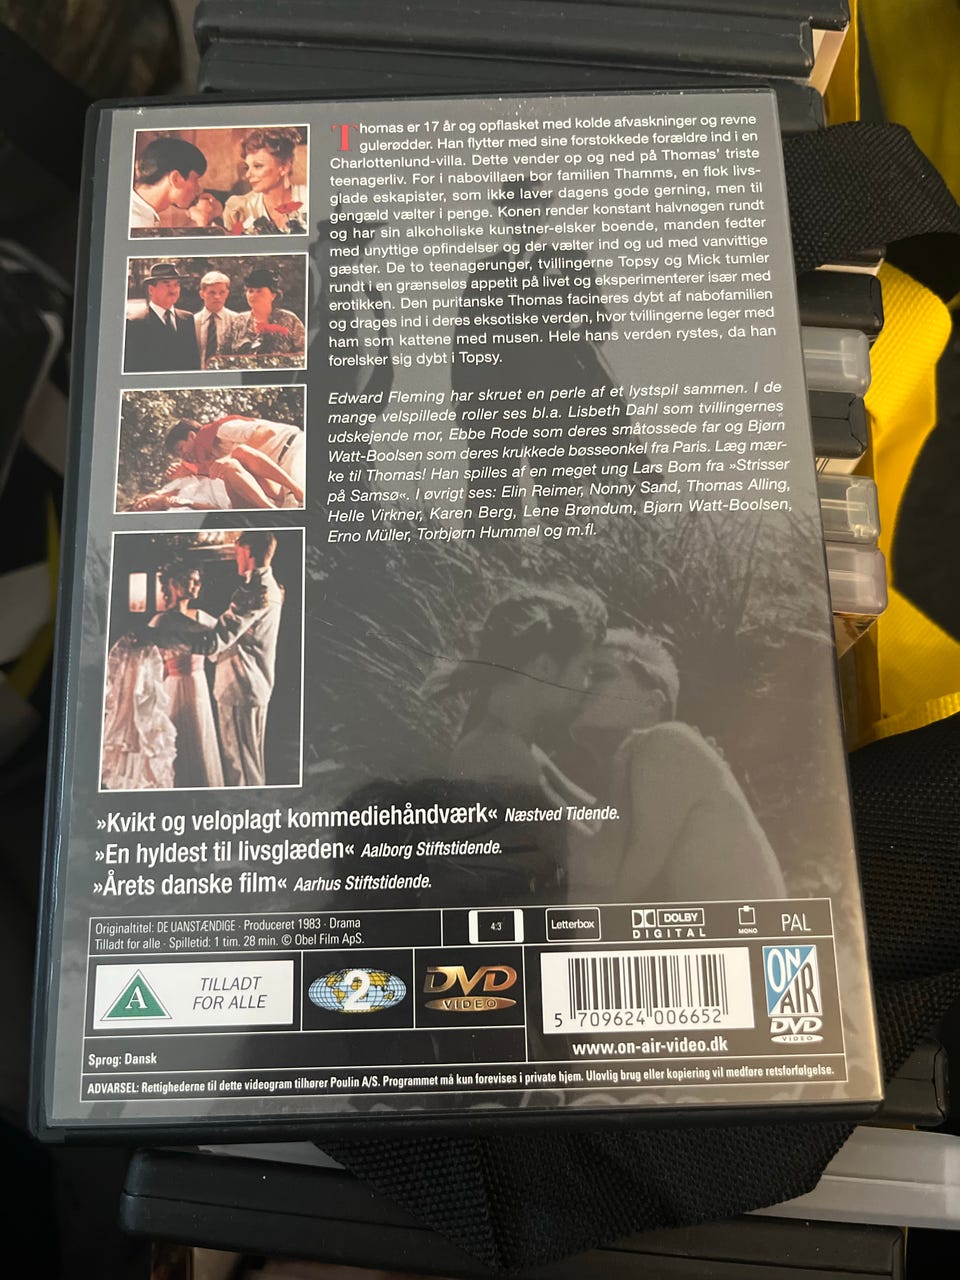 Thomas er 17 år og opflasket med kolde afvaskninger og revne
gulerødder. Han flytter med sine forstokkede forældre ind i en
Charlottenlund-villa. Dette vender op og ned på Thomas' triste
teenagerliv. For i nabovillaen bor familien Thamms, en flok livs-
glade eskapister, som ikke laver dagens gode gerning, men til
gengæld vælter i penge. Konen render konstant halvnøgen rundt
og har sin alkoholiske kunstner-elsker boende, manden fedter
med unyttige opfindelser og der vælter ind og ud med vanvittige
gæster. De to teenagerunger, tvillingerne Topsy og Mick tumler
rundt i en grænseløs appetit på livet og eksperimenterer især med
erotikken. Den puritanske Thomas facineres dybt af nabofamilien
og drages ind i deres eksotiske verden, hvor tvillingerne leger med
ham som kattene med musen. Hele hans verden rystes, da han
forelsker sig dybt i Topsy.
Edward Fleming har skruet en perle af et lystspil sammen. I de
mange velspillede roller ses bl.a. Lisbeth Dahl som tvillingernes
udskejende mor, Ebbe Rode som deres småtossede far og Bjørn
Watt-Boolsen som deres krukkede bøsseonkel fra Paris. Læg mær-
ke til Thomas! Han spilles af en meget ung Lars Bom fra »Strisser
på Samsø«. I øvrigt ses: Elin Reimer, Nonny Sand, Thomas Alling,
Helle Virkner, Karen Berg, Lene Brøndum, Bjørn Watt-Boolsen,
Erno Müller, Torbjørn Hummel og m.fl.
»Kvikt og veloplagt kommediehåndværk« Næstved Tidende.
»En hyldest til livsglæden« Aalborg Stiftstidende.
»Årets danske film« Aarhus Stiftstidende.
Originaltitel: DE UANSTÆNDIGE · Produceret 1983 · Drama
Tilladt for alle · Spilletid: 1 tim. 28 min. © Obel Film ApS.
4:3
Letterbox
DOLBY
DIGITAL
MONO
PAL
A
TILLADT
FOR ALLE
2
DVD
VIDEO
5 709624 006652
ON
AIR
DVD
VIDEO
www.on-air-video.dk
Sprog: Dansk
ADVARSEL: Rettighederne til dette videogram tilhører Poulin A/S. Programmet må kun forevises i private hjem. Ulovlig brug eller kopiering vil medføre retsforfølgelse.